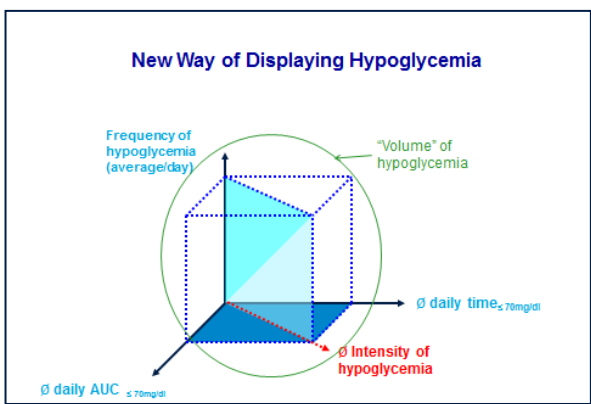 New Way of Displaying Hypoglycemia
Frequency of
hypoglycemia
(average/day)
"Volume" of
hypoglycemia
Ø daily time ≤ 70mg/dl
Ø Intensity of
hypoglycemia
Ø daily AUC ≤ 70mg/dl